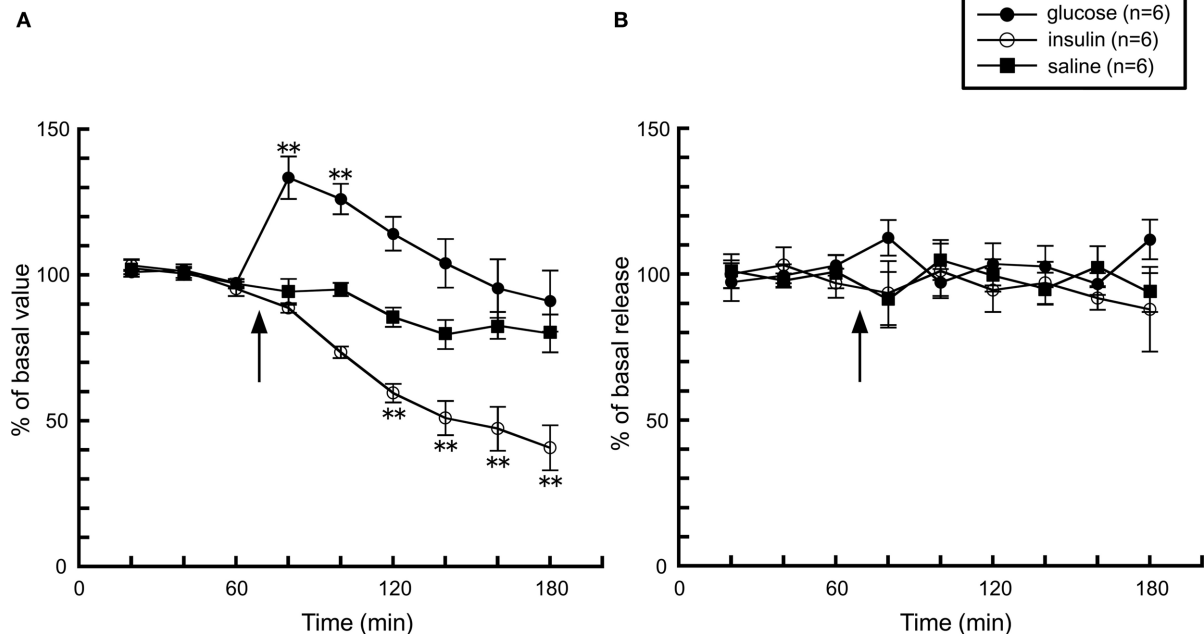 A
B
glucose (n=6)
insulin (n=6)
saline (n=6)
150
100
50
0
% of basal value
0
60
120
180
Time (min)
**
**
**
**
**
**
150
100
50
0
% of basal release
0
60
120
180
Time (min)